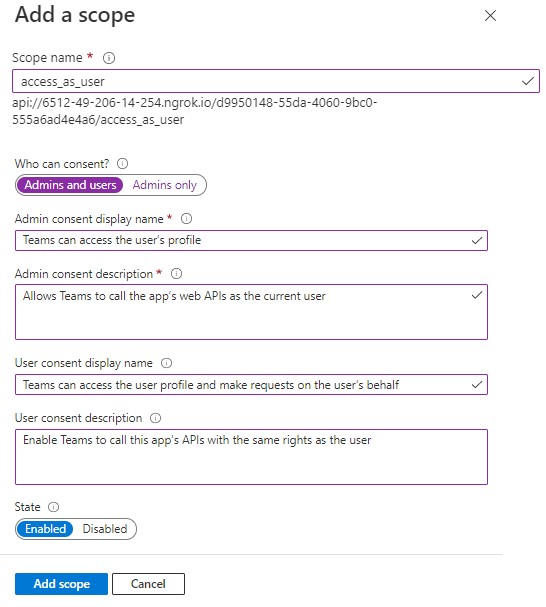 Add a scope
Scope name *
access_as_user
api://6512-49-206-14-254.ngrok.io/d9950148-55da-4060-9bc0-
555a6ad4e4a6/access_as_user
Who can consent?
Admins and users Admins only
Admin consent display name *
Teams can access the user's profile
Admin consent description *
Allows Teams to call the app's web APIs as the current user
User consent display name
Teams can access the user profile and make requests on the user's behalf
User consent description
Enable Teams to call this app's APIs with the same rights as the user
State
Enabled Disabled
Add scope Cancel